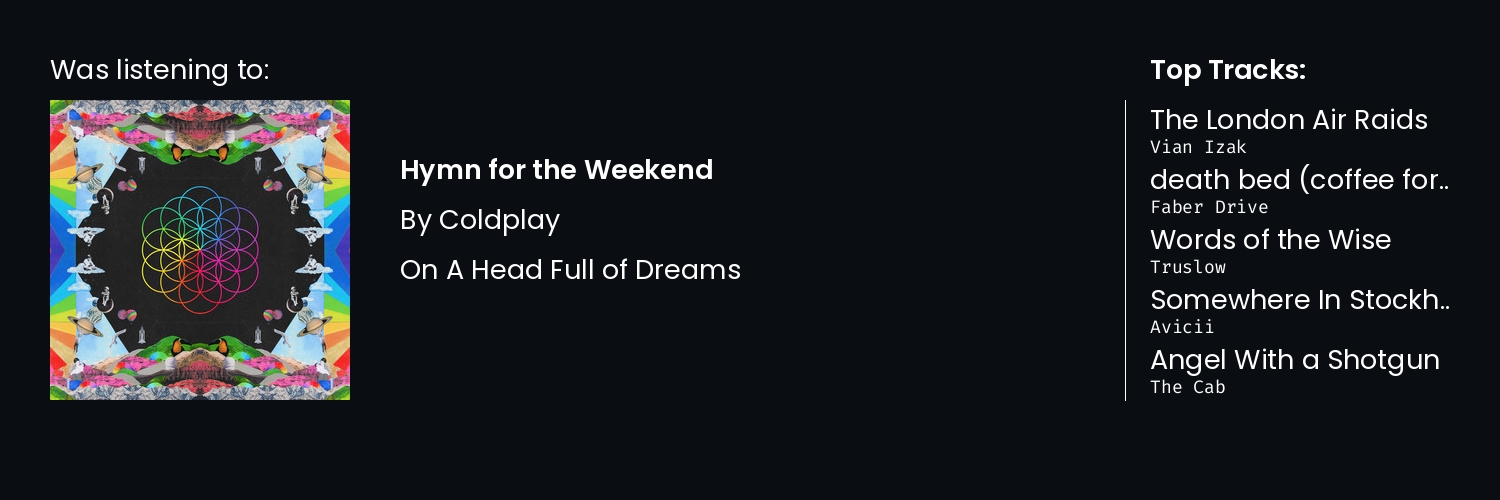 Was listening to:
Hymn for the Weekend
By Coldplay
On A Head Full of Dreams
Top Tracks:
The London Air Raids
Vian Izak
death bed (coffee for..
Faber Drive
Words of the Wise
Truslow
Somewhere In Stockh..
Avicii
Angel With a Shotgun
The Cab